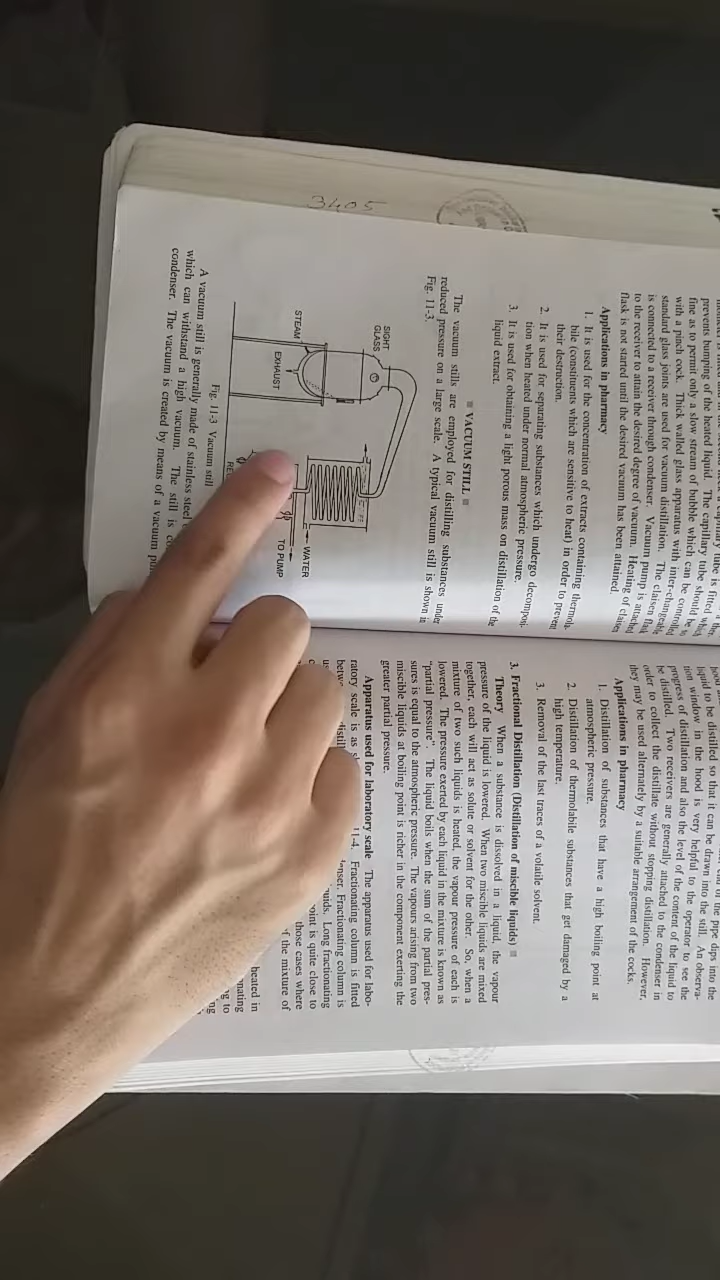 prevents bumping of the heated liquid. The capillary tube should be
fine as to permit only a slow stream of bubble which can be
with a pinch cock. Thick walled glass apparatus with
standard glass joints are used for vacuum distillation. The claisen
is connected to a receiver through condenser. Vacuum pump is
to the receiver to attain the desired degree of vacuum. Heating of
flask is not started until the desired vacuum has been attained.
Applications in pharmacy
1. It is used for the concentration of extracts containing
bile (constituents which are sensitive to heat) in order to prevent
their destruction.
2. It is used for separating substances which undergo
tion when heated under normal atmospheric pressure.
3. It is used for obtaining a light porous mass on distillation of the
liquid extract.
VACUUM STILL
The vacuum stills are employed for distilling substances under
reduced pressure on a large scale. A typical vacuum still is shown
Fig. 11-3.
SIGHT
GLASS
STEAM
EXHAUST
WATER
TO PUMP
Fig. 11-3 Vacuum still
A vacuum still is generally made of stainless steel
which can withstand a high vacuum. The still is
condenser. The vacuum is created by means of a vacuum
3405
of the pipe dips into the
liquid to be distilled so that it can be drawn into the still. An observa-
tion window in the hood is very helpful to the operator to see the
progress of distillation and also the level of the content of the liquid to
be distilled. Two receivers are generally attached to the condenser in
order to collect the distillate without stopping distillation. However,
they may be used alternately by a suitable arrangement of the cocks.
Applications in pharmacy
1. Distillation of substances that have a high boiling point at
atmospheric pressure.
2. Distillation of thermolabile substances that get damaged by a
high temperature.
3. Removal of the last traces of a volatile solvent.
3. Fractional Distillation (Distillation of miscible liquids)
Theory When a substance is dissolved in a liquid, the vapour
pressure of the liquid is lowered. When two miscible liquids are mixed
together, each will act as solute or solvent for the other. So, when a
mixture of two such liquids is heated, the vapour pressure of each is
lowered. The pressure exerted by each liquid in the mixture is known as
"partial pressure". The liquid boils when the sum of the partial pres-
sures is equal to the atmospheric pressure. The vapours arising from two
miscible liquids at boiling point is richer in the component exerting the
greater partial pressure.
Apparatus used for laboratory scale The apparatus used for labo-
ratory scale is as 11-4. Fractionating column is fitted
Fractionating column is
Long fractionating
point is quite close to
those cases where
of the mixture of
heated in
to